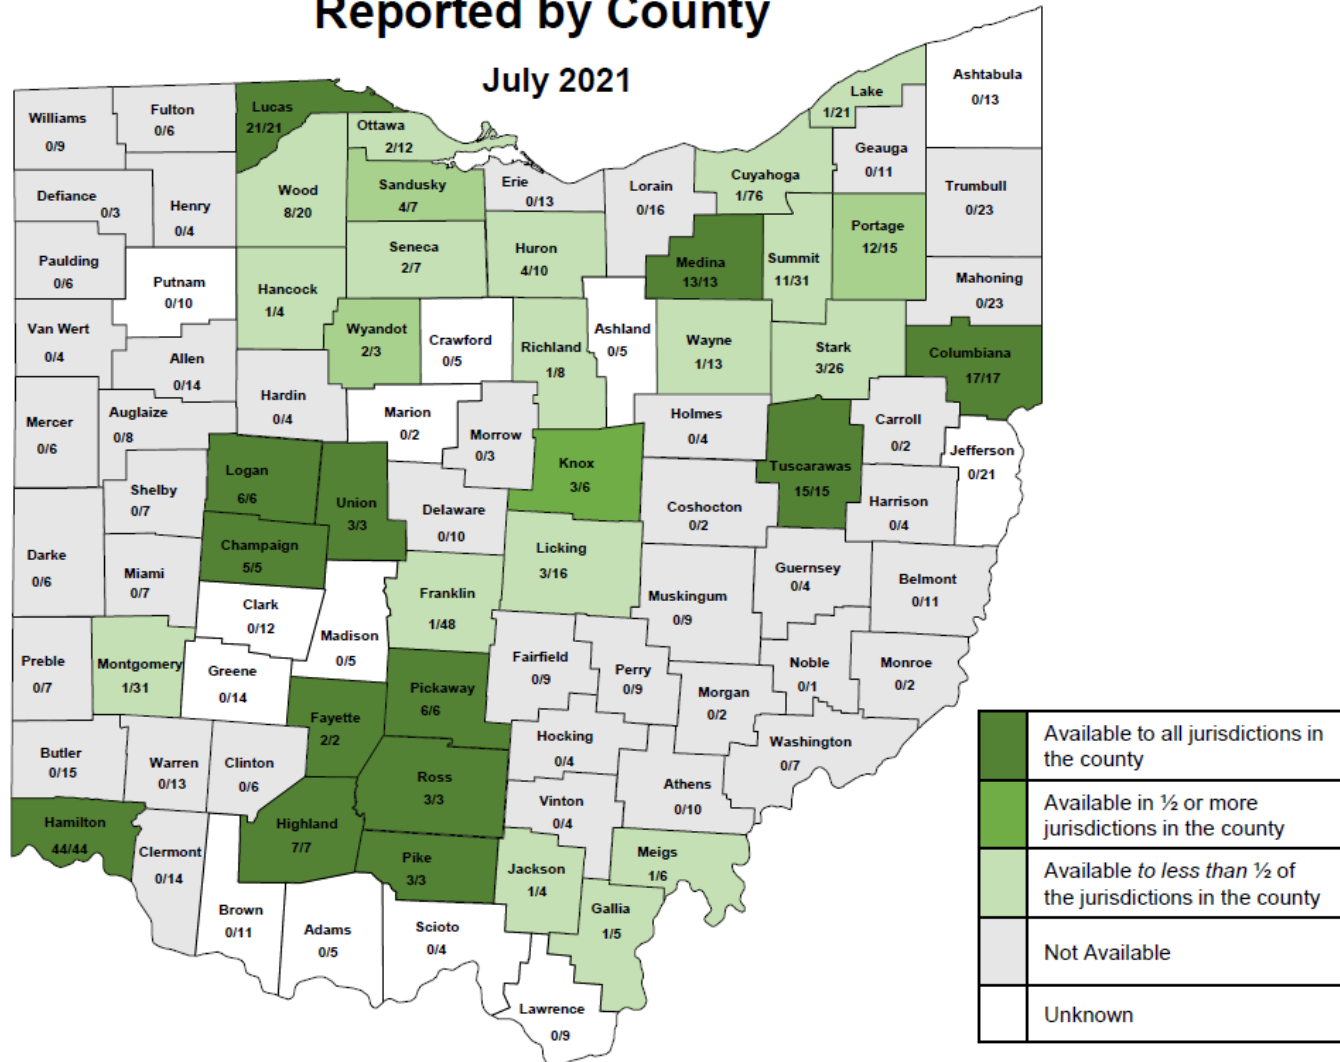 Reported by County
July 2021
Ashtabula
0/13
Lake
1/21
Williams
0/9
Fulton
0/6
Lucas
21/21
Ottawa
2/12
Geauga
0/11
Cuyahoga
1/76
Lorain
0/16
Erie
0/13
Sandusky
4/7
Wood
8/20
Trumbull
0/23
Defiance
0/3
Henry
0/4
Portage
12/15
Summit
11/31
Medina
13/13
Huron
4/10
Seneca
2/7
Paulding
0/6
Putnam
0/10
Hancock
1/4
Mahoning
0/23
Van Wert
0/4
Allen
0/14
Wyandot
2/3
Crawford
0/5
Richland
1/8
Ashland
0/5
Wayne
1/13
Stark
3/26
Columbiana
17/17
Mercer
0/6
Auglaize
0/8
Hardin
0/4
Marion
0/2
Morrow
0/3
Holmes
0/4
Carroll
0/2
Jefferson
0/21
Logan
6/6
Union
3/3
Knox
3/6
Tuscarawas
15/15
Shelby
0/7
Delaware
0/10
Coshocton
0/2
Harrison
0/4
Darke
0/6
Miami
0/7
Champaign
5/5
Licking
3/16
Guernsey
0/4
Belmont
0/11
Clark
0/12
Madison
0/5
Franklin
1/48
Muskingum
0/9
Preble
0/7
Montgomery
1/31
Greene
0/14
Fairfield
0/9
Perry
0/9
Noble
0/1
Monroe
0/2
Pickaway
6/6
Morgan
0/2
Fayette
2/2
Hocking
0/4
Washington
0/7
Butler
0/15
Warren
0/13
Clinton
0/6
Ross
3/3
Athens
0/10
Vinton
0/4
Hamilton
44/44
Clermont
0/14
Highland
7/7
Pike
3/3
Jackson
1/4
Meigs
1/6
Gallia
1/5
Brown
0/11
Adams
0/5
Scioto
0/4
Lawrence
0/9
Available to all jurisdictions in
the county
Available in ½ or more
jurisdictions in the county
Available to less than ½ of
the jurisdictions in the county
Not Available
Unknown